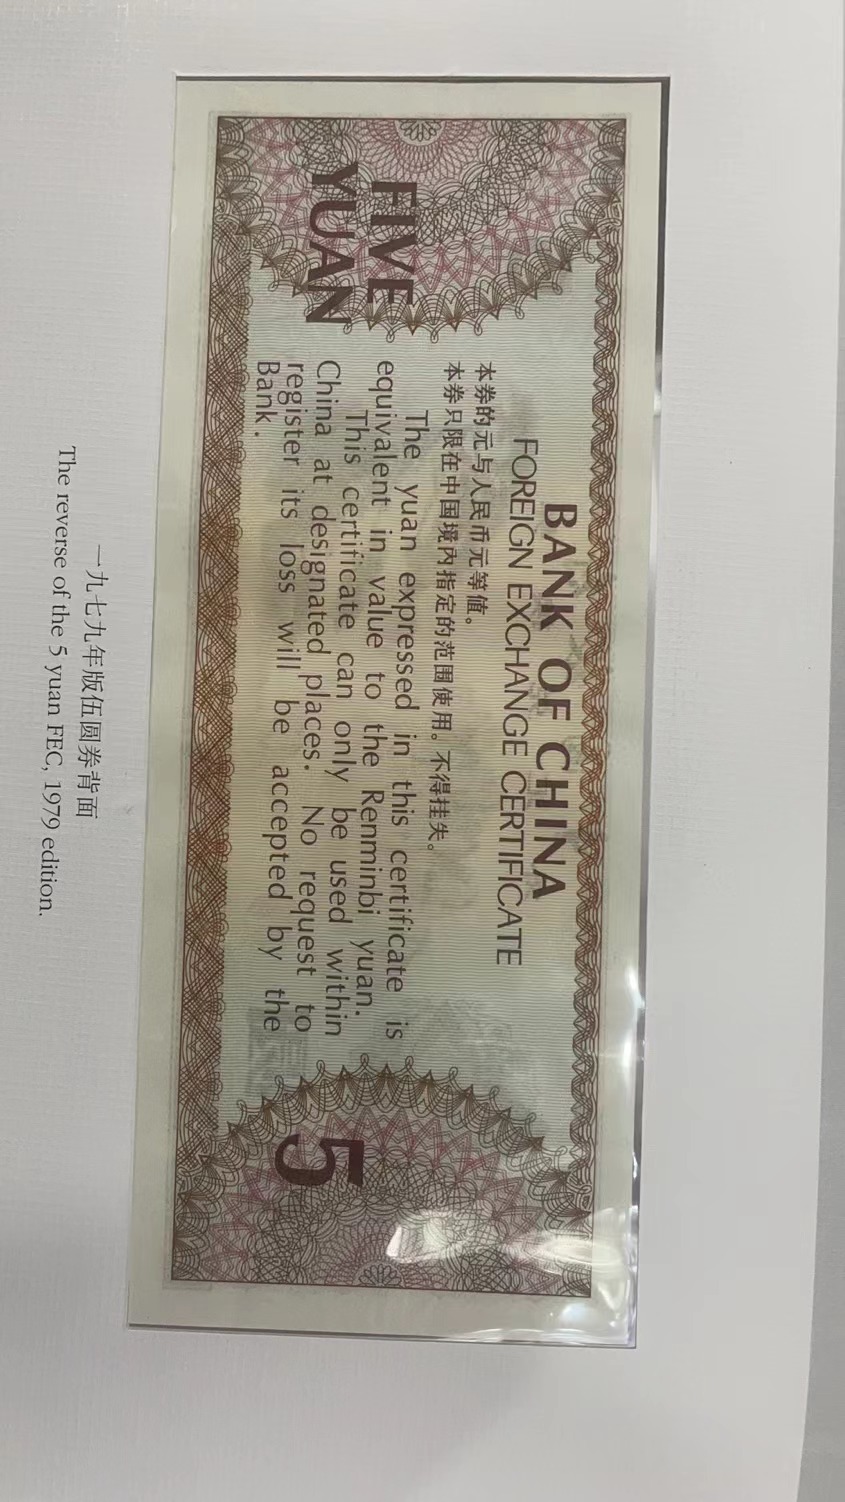 BANK OF CHINA
FOREIGN EXCHANGE CERTIFICATE
FIVE
YUAN
本券的元与人民币元等值。
本券只限在中国境内指定的范围使用。不得挂失。
The yuan expressed in this certificate is
equivalent in value to the Renminbi yuan.
This certificate can only be used within
China at designated places. No request to
register its loss will be accepted by the
Bank.
5
一九七九年版伍圆券背面
The reverse of the 5 yuan FEC, 1979 edition.